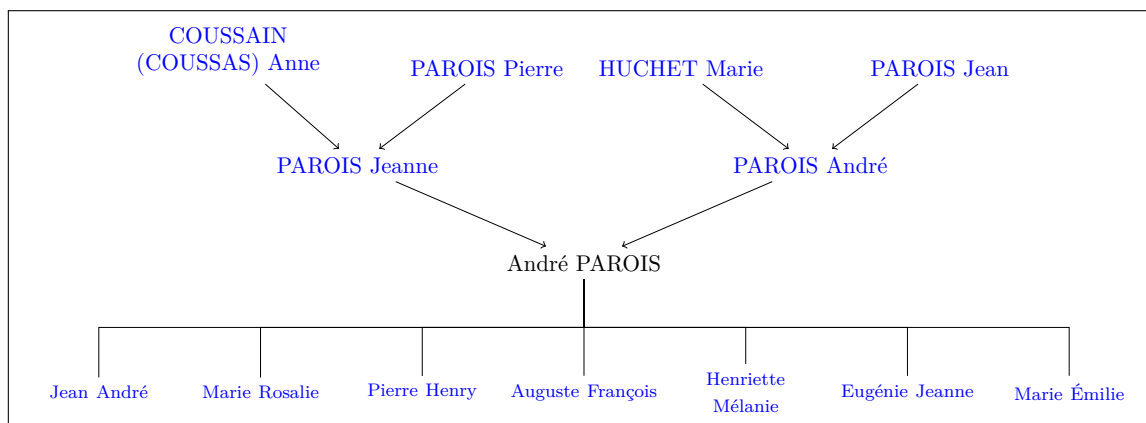 COUSSAIN
(COUSSAS) Anne
PAROIS Pierre
HUCHET Marie
PAROIS Jean
PAROIS Jeanne
PAROIS André
André PAROIS
Jean André
Marie Rosalie
Pierre Henry
Auguste François
Henriette
Mélanie
Eugénie Jeanne
Marie Émilie